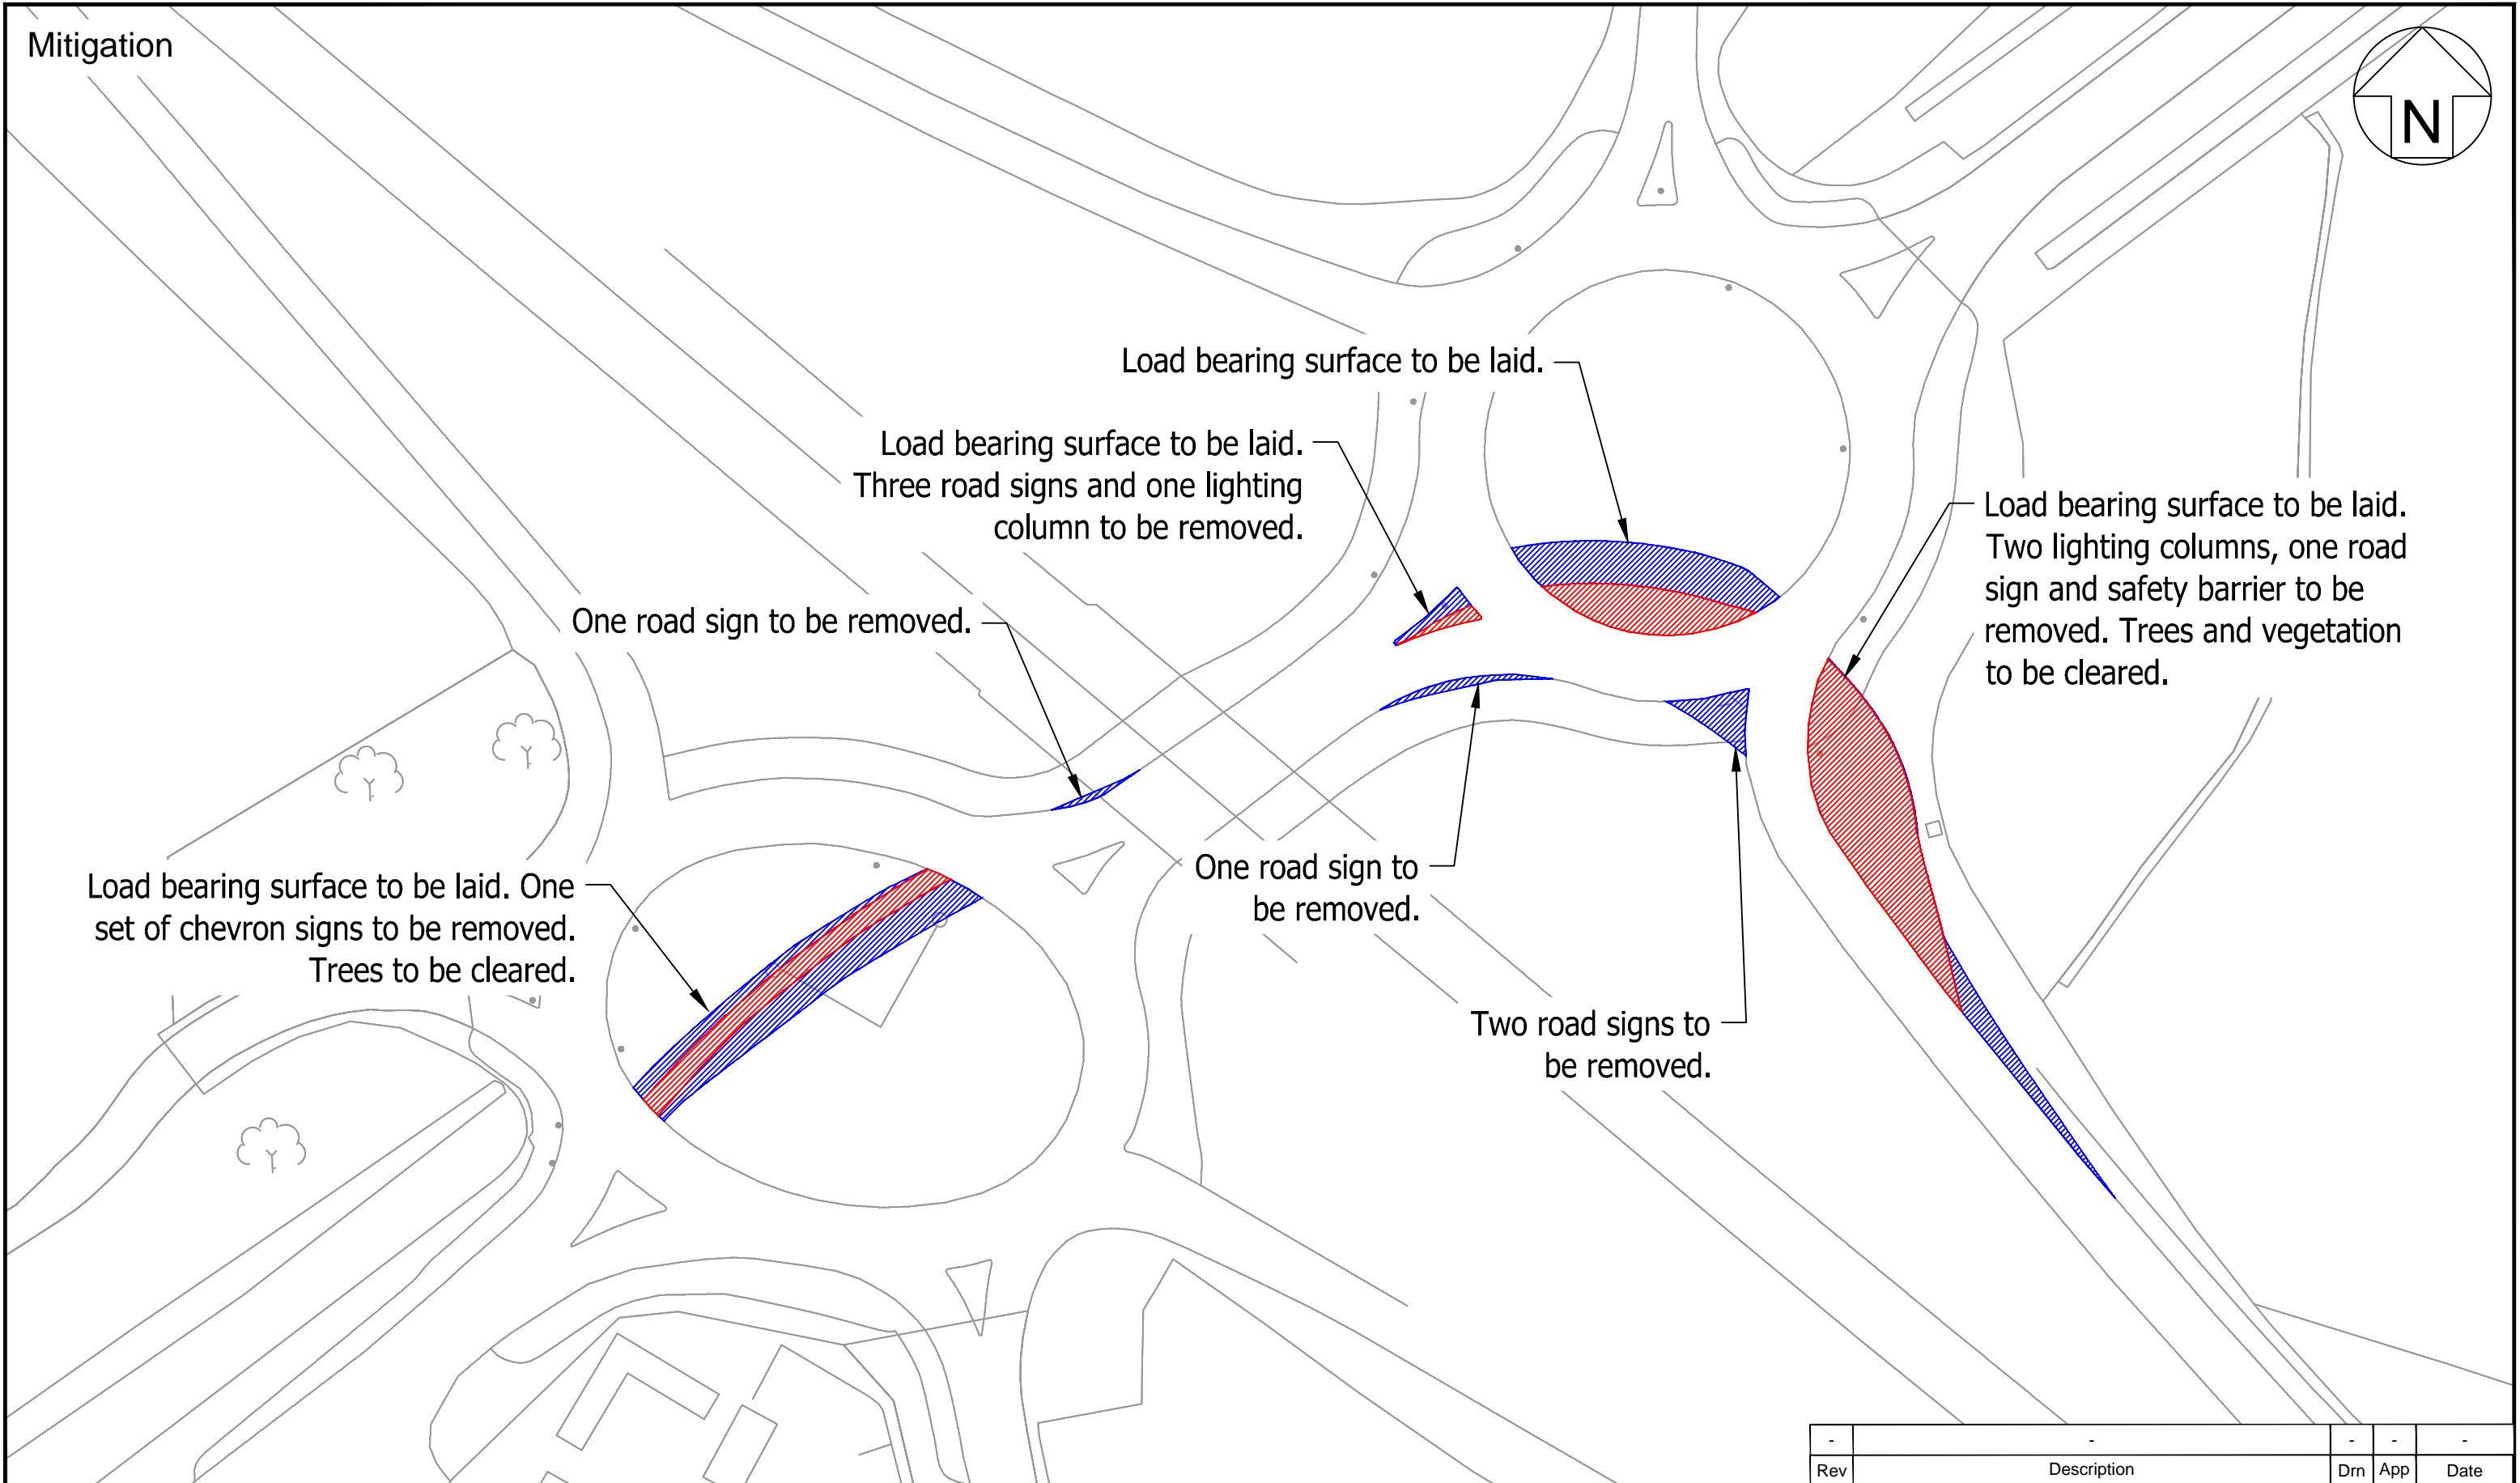 Mitigation
N
Load bearing surface to be laid.
Load bearing surface to be laid.
Three road signs and one lighting
column to be removed.
Load bearing surface to be laid.
Two lighting columns, one road
sign and safety barrier to be
removed. Trees and vegetation
to be cleared.
One road sign to be removed.
Load bearing surface to be laid. One
set of chevron signs to be removed.
Trees to be cleared.
One road sign to
be removed.
Two road signs to
be removed.
- - - - -
Rev Description Drn App Date